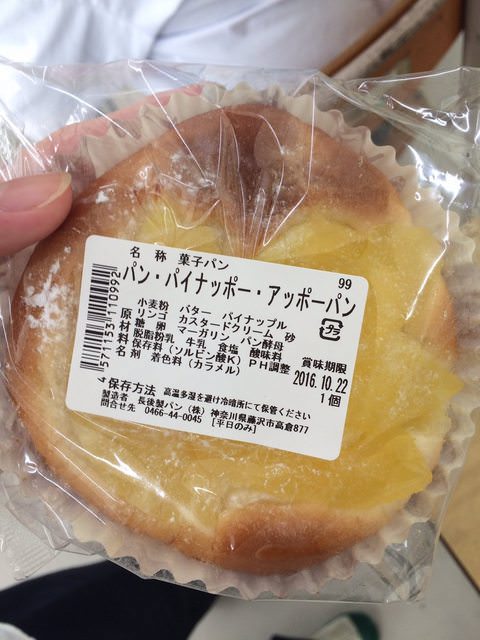 名称 菓子パン
99
パン・パイナッポー・アッポーパン
原材料名
小麦粉 バター パイナップル
リンゴ カスタードクリーム 砂
糖 卵 マーガリン パン酵母
脱脂粉乳 牛乳 食塩 酸味料
保存料(ソルビン酸K) PH調整
剤 着色料(カラメル)
プラ
賞味期限
2016.10.22
1個
保存方法 高温多湿を避け冷暗所にて保管ください
製造者 長後製パン(株) 神奈川県藤沢市高倉877
問合せ先 0466-44-0045 [平日のみ]
4571153110992